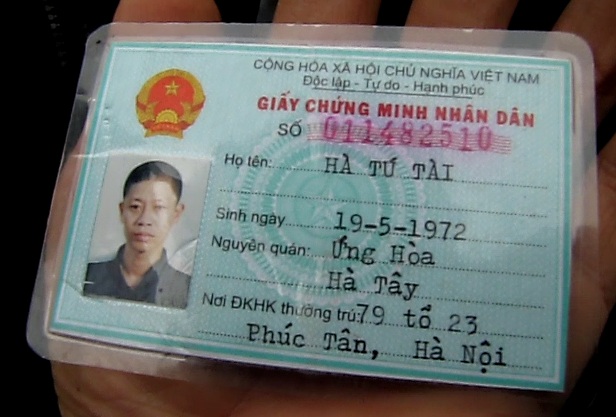 CỘNG HÒA XÃ HỘI CHỦ NGHĨA VIỆT NAM
Độc lập - Tự do - Hạnh phúc
GIẤY CHỨNG MINH NHÂN DÂN
SỐ 011482510
Họ tên: HÀ TỨ TÀI
Sinh ngày 19-5-1972
Nguyên quán: Ứng Hòa
Hà Tây
Nơi ĐKHK thường trú: 79 tổ 23
Phúc Tân, Hà Nội